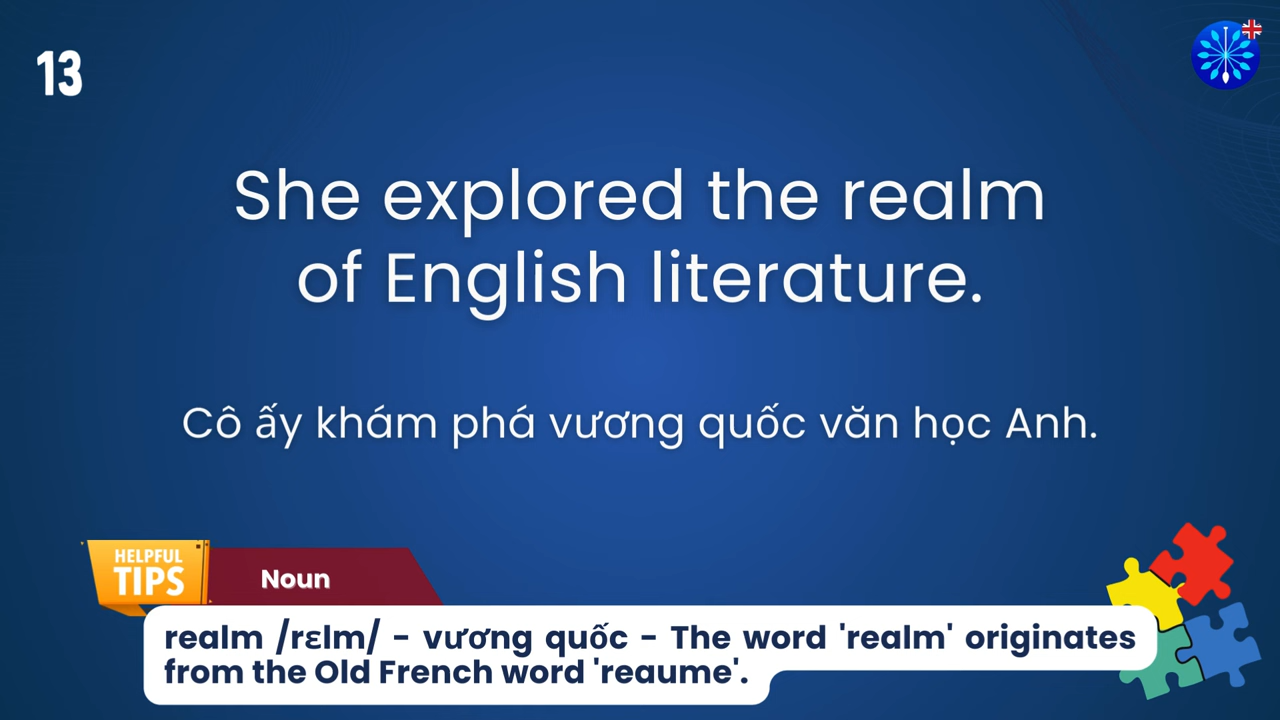 13
She explored the realm
of English literature.
Cô ấy khám phá vương quốc văn học Anh.
HELPFUL
TIPS
Noun
realm /rɛlm/ - vương quốc - The word 'realm' originates
from the Old French word 'reaume'.